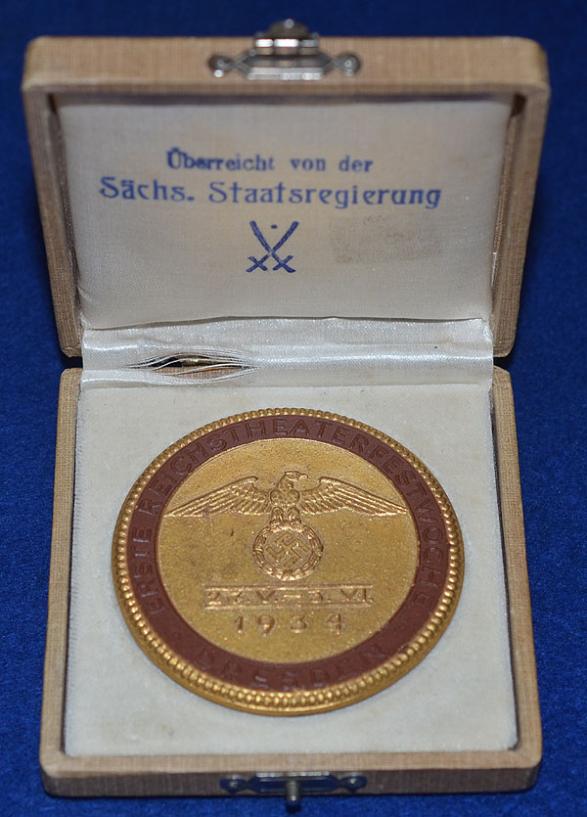 Überreicht von der
Sächs. Staatsregierung
ERSTE REICHSTHEATERFESTWOCHE
27.V.–3.VI.
1934
DRESDEN